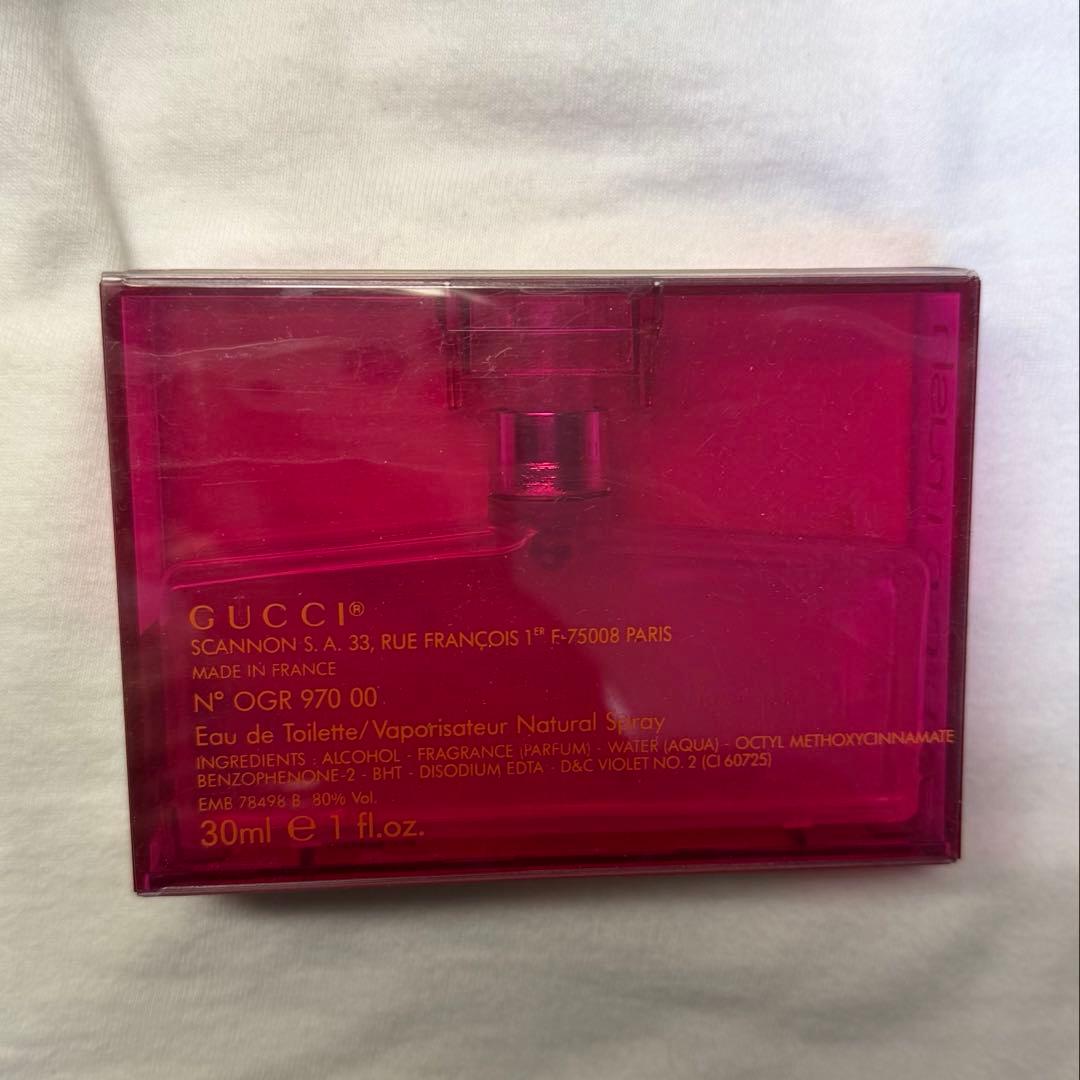 GUCCI®
SCANNON S. A. 33, RUE FRANÇOIS 1ER F-75008 PARIS
MADE IN FRANCE
N° OGR 970 00
Eau de Toilette/Vaporisateur Natural Spray
INGREDIENTS : ALCOHOL - FRAGRANCE (PARFUM) - WATER (AQUA) - OCTYL METHOXYCINNAMATE
BENZOPHENONE-2 - BHT - DISODIUM EDTA - D&C VIOLET NO. 2 (CI 60725)
EMB 78498 B 80% Vol.
30ml ℮ 1 fl.oz.